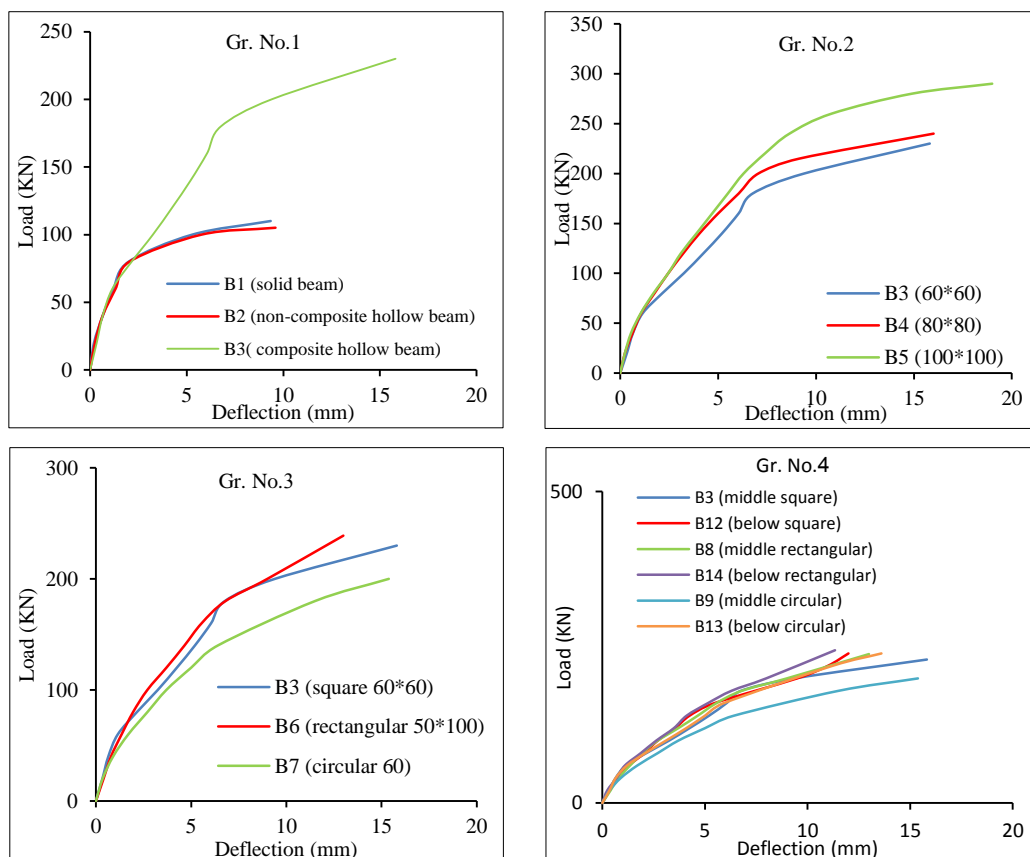 Gr. No.1
250
200
150
100
50
0
Load (KN)
B1 (solid beam)
B2 (non-composite hollow beam)
B3( composite hollow beam)
0 5 10 15 20
Deflection (mm)
Gr. No.2
350
300
250
200
150
100
50
0
Load (KN)
B3 (60*60)
B4 (80*80)
B5 (100*100)
0 5 10 15 20
Deflection (mm)
Gr. No.3
300
200
100
0
Load (KN)
B3 (square 60*60)
B6 (rectangular 50*100)
B7 (circular 60)
0 5 10 15 20
Deflection (mm)
Gr. No.4
500
0
Load (KN)
B3 (middle square)
B12 (below square)
B8 (middle rectangular)
B14 (below rectangular)
B9 (middle circular)
B13 (below circular)
0 5 10 15 20
Deflection (mm)